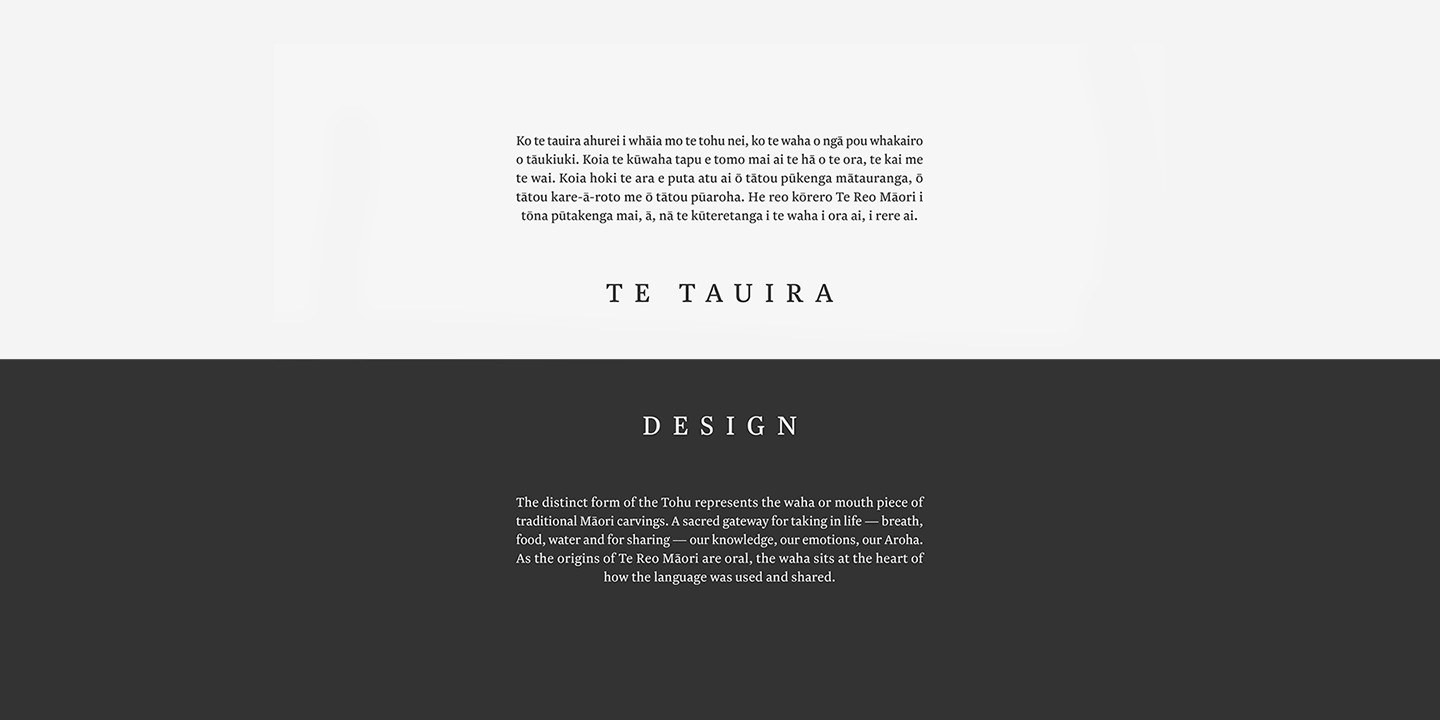 Ko te tauira ahurei i whāia mo te tohu nei, ko te waha o ngā pou whakairo
o tāukiuki. Koia te kūwaha tapu e tomo mai ai te hā o te ora, te kai me
te wai. Koia hoki te ara e puta atu ai ō tātou pūkenga mātauranga, ō
tātou kare-ā-roto me ō tātou pūaroha. He reo kōrero Te Reo Māori i
tōna pūtakenga mai, ā, nā te kūteretanga i te waha i ora ai, i rere ai.
TE TAUIRA
DESIGN
The distinct form of the Tohu represents the waha or mouth piece of
traditional Māori carvings. A sacred gateway for taking in life — breath,
food, water and for sharing — our knowledge, our emotions, our Aroha.
As the origins of Te Reo Māori are oral, the waha sits at the heart of
how the language was used and shared.